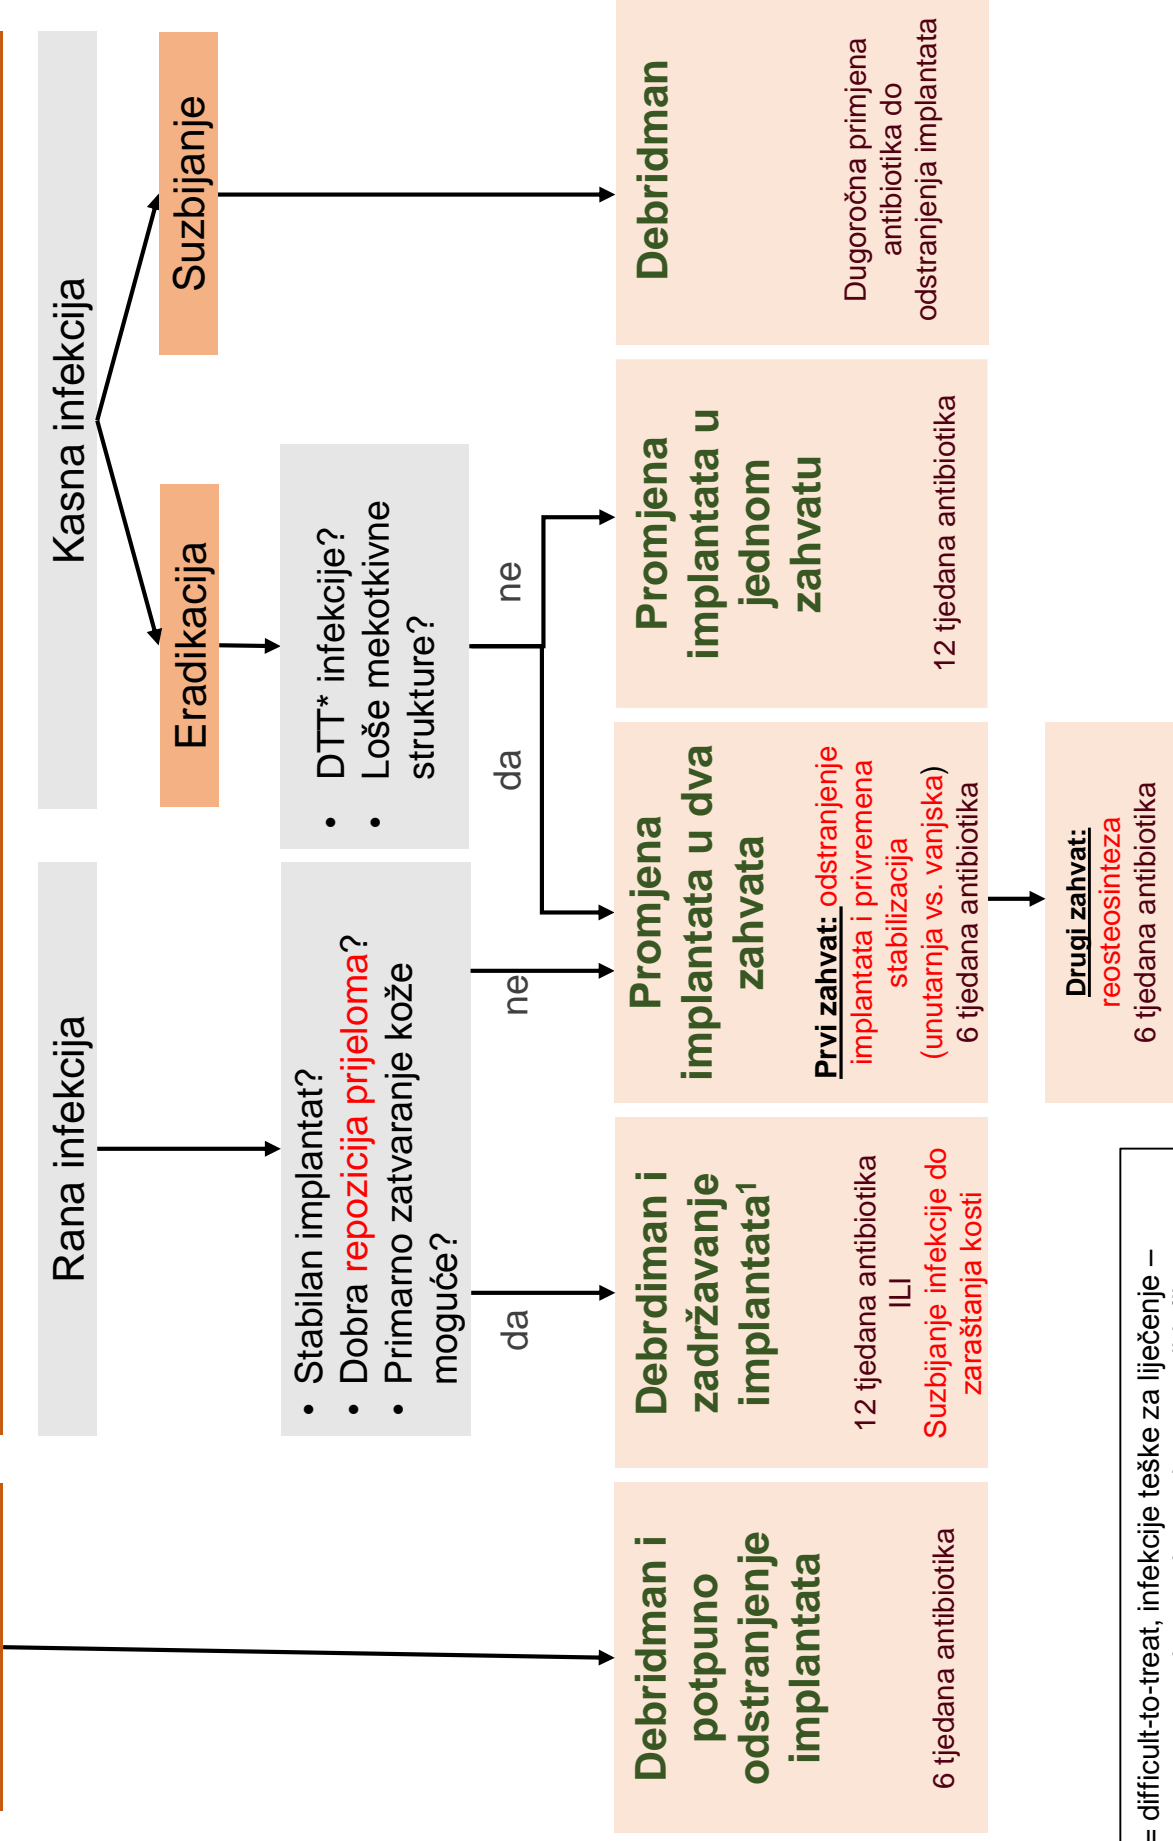 Rana infekcija
Kasna infekcija
Eradikacija
Suzbijanje
• Stabilan implantat?
• Dobra repozicija prijeloma?
• Primarno zatvaranje kože
moguće?
• DTT* infekcije?
• Loše mekotkivne
strukture?
da
ne
da
ne
Debridman i
potpuno
odstranjenje
implantata
6 tjedana antibiotika
Debrdiman i
zadržavanje
implantata¹
12 tjedana antibiotika
ILI
Suzbijanje infekcije do
zaraštanja kosti
Promjena
implantata u dva
zahvata
Prvi zahvat: odstranjenje
implantata i privremena
stabilizacija
(unutarnja vs. vanjska)
6 tjedana antibiotika
Promjena
implantata u
jednom
zahvatu
12 tjedana antibiotika
Debridman
Dugoročna primjena
antibiotika do
odstranjenja implantata
Drugi zahvat:
reosteosinteza
6 tjedana antibiotika
= difficult-to-treat, infekcije teške za liječenje –